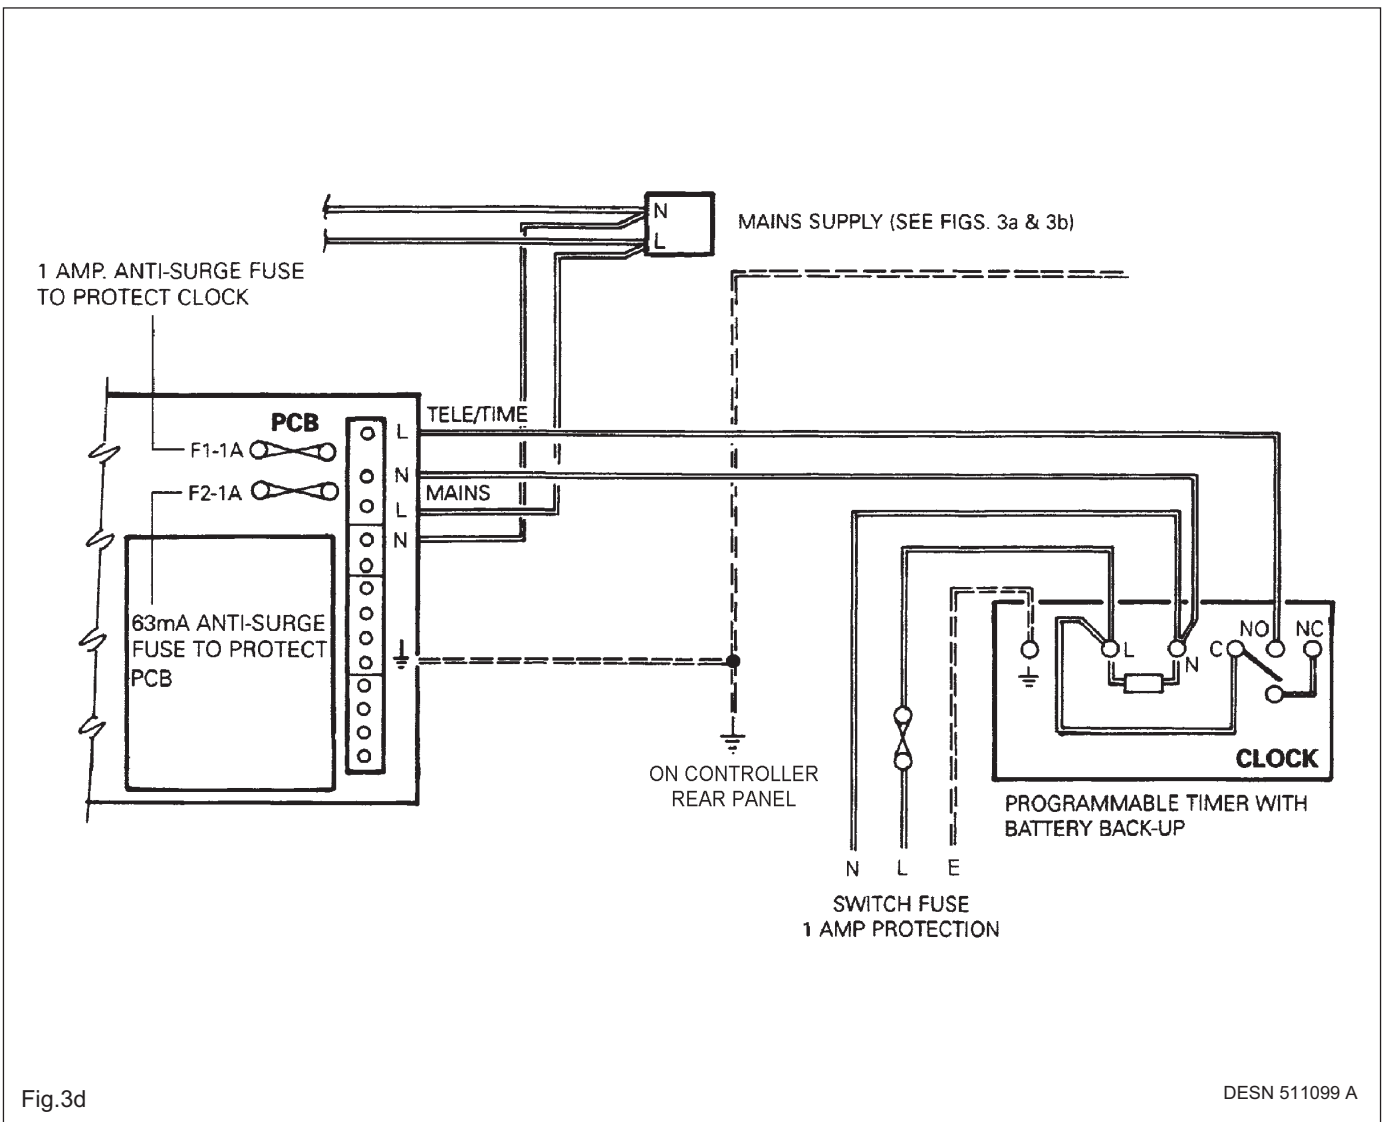 N
L
MAINS SUPPLY (SEE FIGS. 3a & 3b)
1 AMP. ANTI-SURGE FUSE
TO PROTECT CLOCK
PCB
TELE/TIME
L
F1-1A
N
F2-1A
MAINS
L
N
63mA ANTI-SURGE
FUSE TO PROTECT
PCB
NO NC
L
N
C
CLOCK
ON CONTROLLER
REAR PANEL
PROGRAMMABLE TIMER WITH
BATTERY BACK-UP
N L E
SWITCH FUSE
1 AMP PROTECTION
Fig.3d
DESN 511099 A